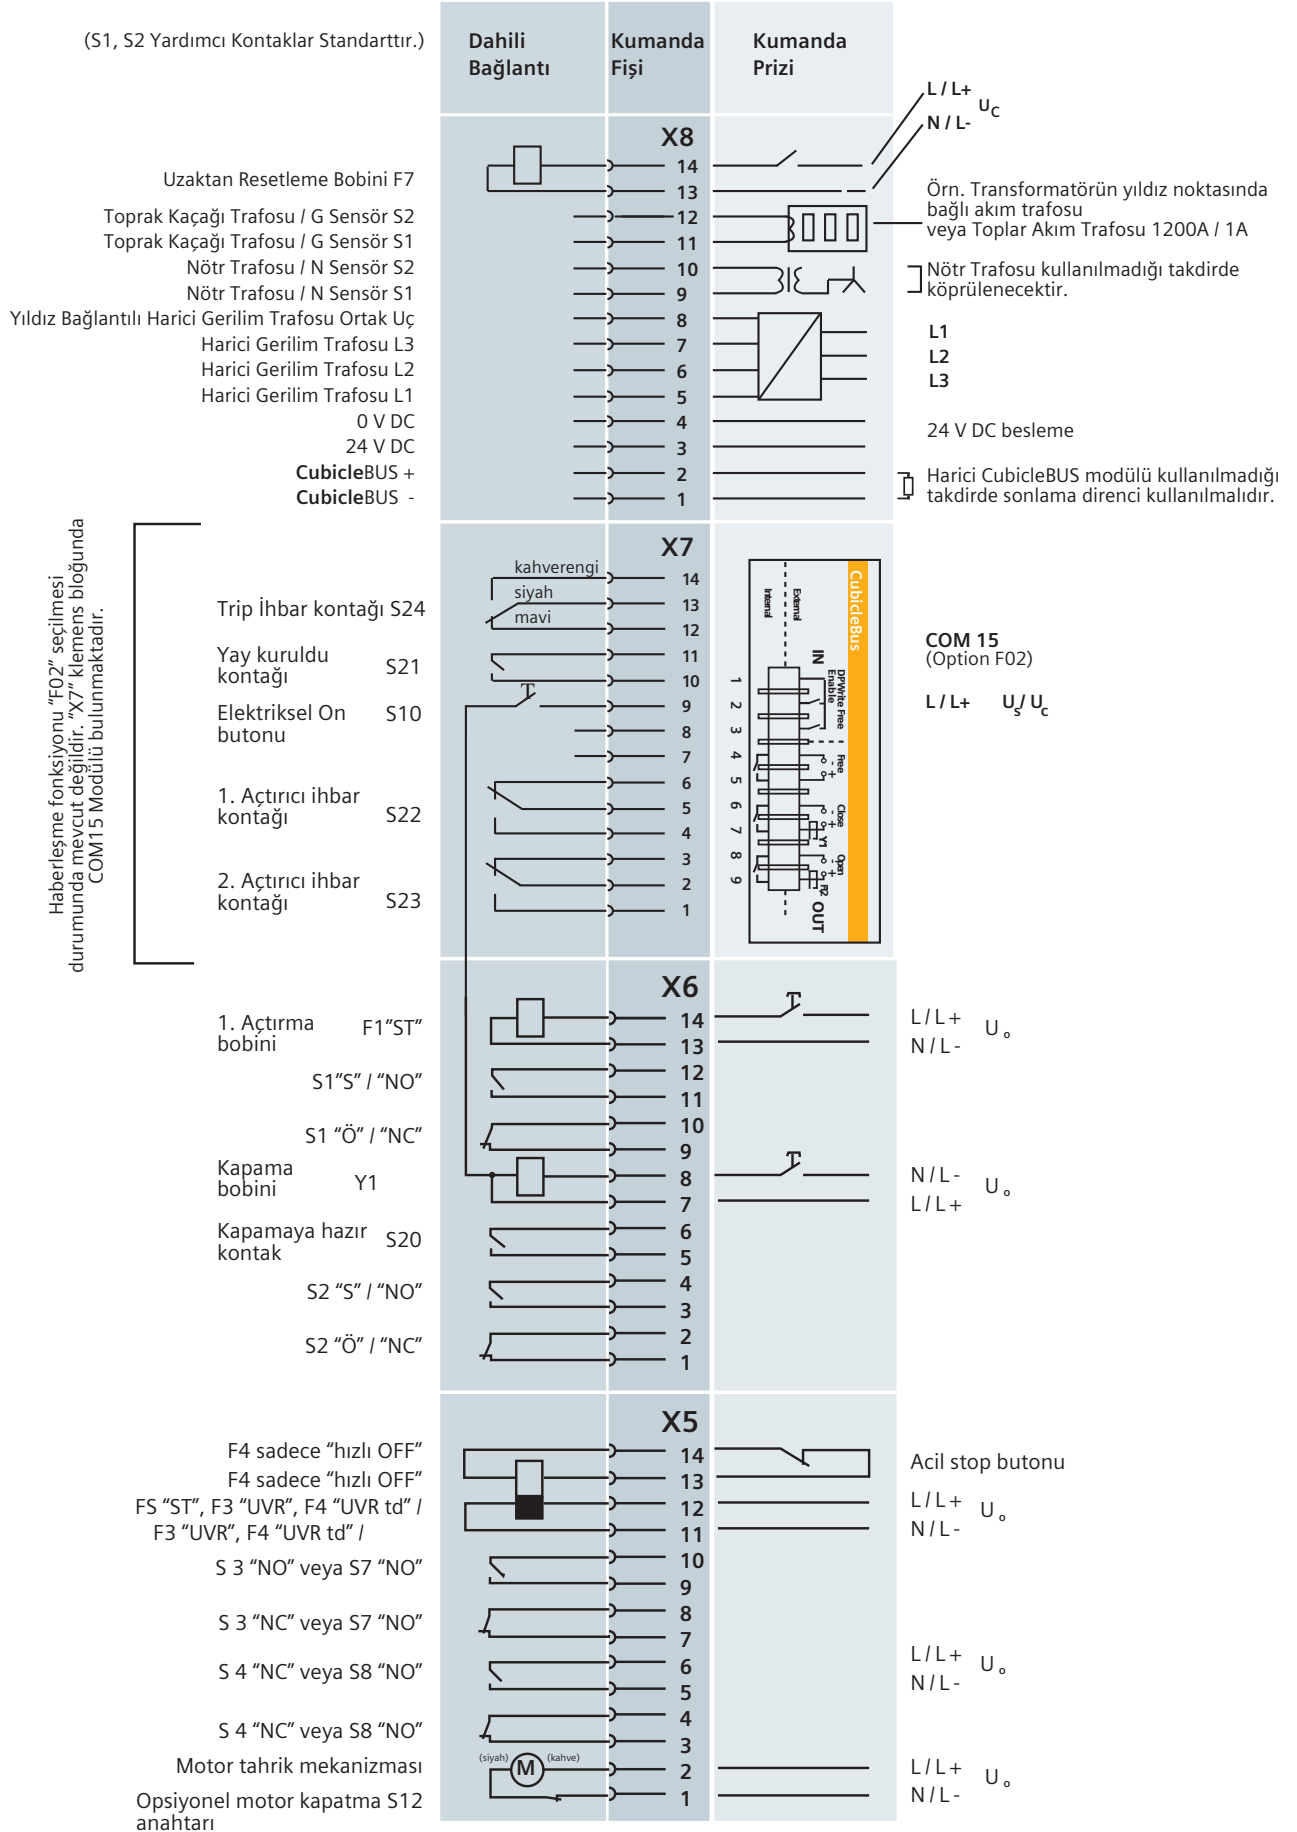 (S1, S2 Yardımcı Kontaklar Standarttır.)
Dahili
Bağlantı
Kumanda
Fişi
Kumanda
Prizi
L / L+
N / L-
UC
X8
Uzaktan Resetleme Bobini F7
14
13
Toprak Kaçağı Trafosu / G Sensör S2
12
Toprak Kaçağı Trafosu / G Sensör S1
11
Örn. Transformatörün yıldız noktasında
bağlı akım trafosu
veya Toplar Akım Trafosu 1200A / 1A
Nötr Trafosu / N Sensör S2
10
Nötr Trafosu / N Sensör S1
9
Nötr Trafosu kullanılmadığı takdirde
köprülenecektir.
Yıldız Bağlantılı Harici Gerilim Trafosu Ortak Uç
8
Harici Gerilim Trafosu L3
7
Harici Gerilim Trafosu L2
6
Harici Gerilim Trafosu L1
5
L1
L2
L3
0 V DC
4
24 V DC
3
24 V DC besleme
CubicleBUS +
2
CubicleBUS -
1
Harici CubicleBUS modülü kullanılmadığı
takdirde sonlama direnci kullanılmalıdır.
Haberleşme fonksiyonu "F02" seçilmesi
durumunda mevcut değildir. "X7" klemens bloğunda
COM15 Modülü bulunmaktadır.
X7
kahverengi
14
siyah
13
mavi
12
Trip İhbar kontağı S24
Yay kuruldu
kontağı
S21
11
10
Elektriksel On
butonu
S10
9
8
7
1. Açtırıcı ihbar
kontağı
S22
6
5
4
2. Açtırıcı ihbar
kontağı
S23
3
2
1
CubicleBus
External
Internal
IN
DPWrite Free
Enable
Free
- +
Close
- +
Y1
Open
- +
F2
OUT
1
2
3
4
5
6
7
8
9
COM 15
(Option F02)
L / L+
Us/ Uc
X6
1. Açtırma
bobini
F1"ST"
14
13
L / L +
N / L -
U o
S1"S" / "NO"
12
11
S1 "Ö" / "NC"
10
9
Kapama
bobini
Y1
8
7
N / L -
L / L +
U o
Kapamaya hazır
kontak
S20
6
5
S2 "S" / "NO"
4
3
S2 "Ö" / "NC"
2
1
X5
F4 sadece "hızlı OFF"
14
F4 sadece "hızlı OFF"
13
Acil stop butonu
FS "ST", F3 "UVR", F4 "UVR td" /
12
F3 "UVR", F4 "UVR td" /
11
L / L +
N / L -
U o
S 3 "NO" veya S7 "NO"
10
9
S 3 "NC" veya S7 "NO"
8
7
S 4 "NC" veya S8 "NO"
6
5
L / L +
N / L -
U o
S 4 "NC" veya S8 "NO"
4
3
Motor tahrik mekanizması
(siyah)
M
(kahve)
2
Opsiyonel motor kapatma S12
anahtarı
1
L / L +
N / L -
U o